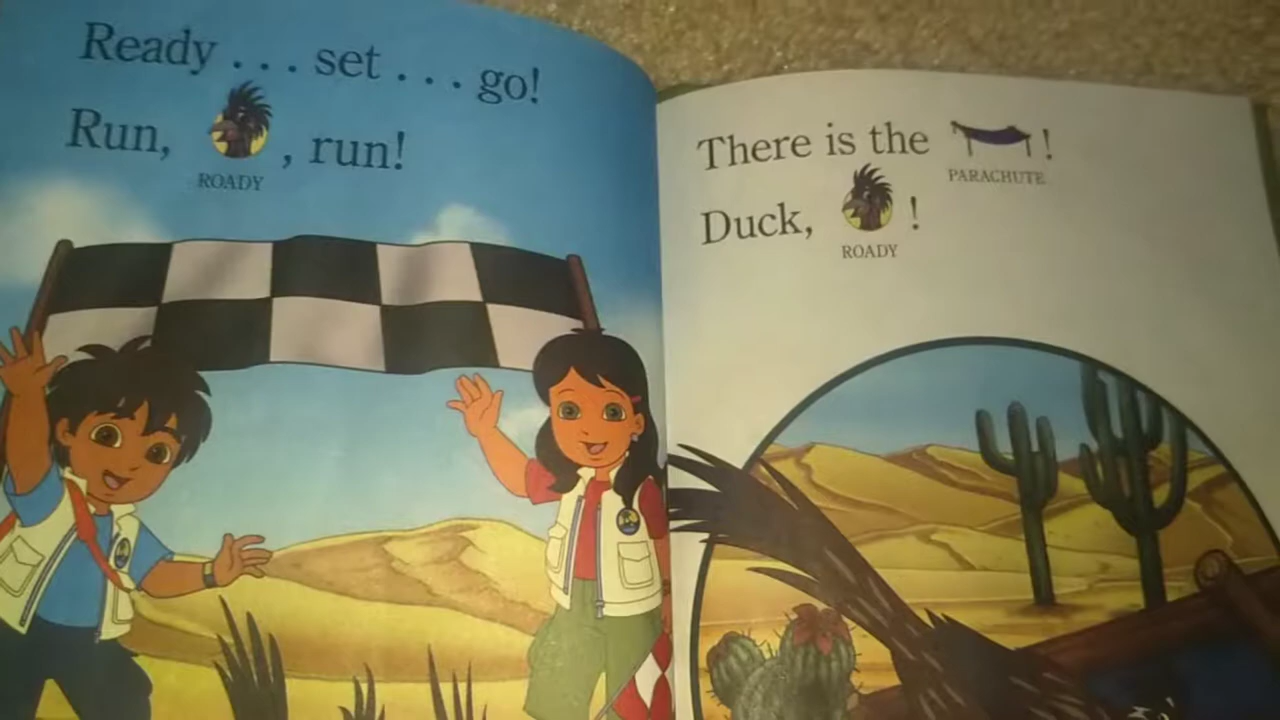 Ready . . . set . . . go!
Run, , run!
ROADY
There is the !
PARACHUTE
Duck, !
ROADY